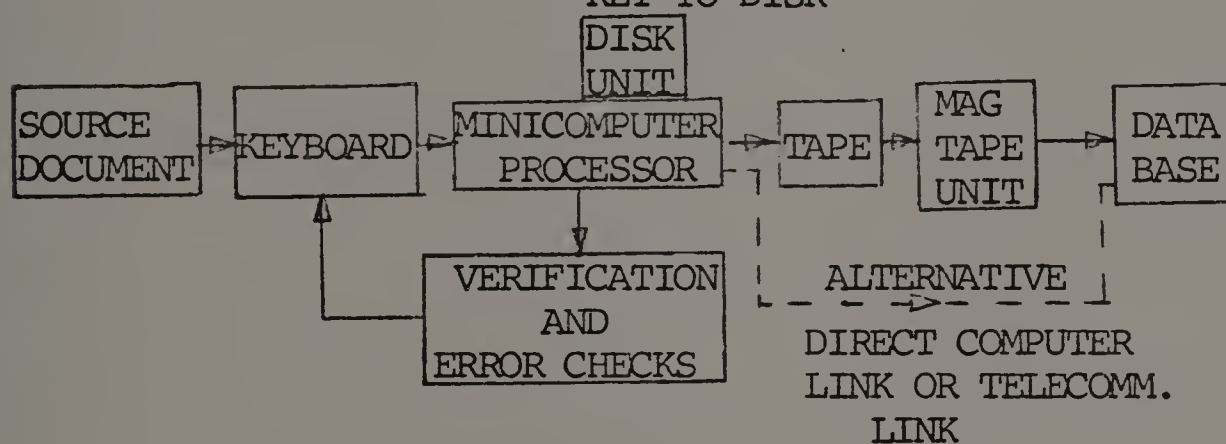 KEY TO DISK
DISK
UNIT
SOURCE
DOCUMENT
KEYBOARD
MINICOMPUTER
PROCESSOR
TAPE
MAG
TAPE
UNIT
DATA
BASE
VERIFICATION
AND
ERROR CHECKS
ALTERNATIVE
DIRECT COMPUTER
LINK OR TELECOMM.
LINK